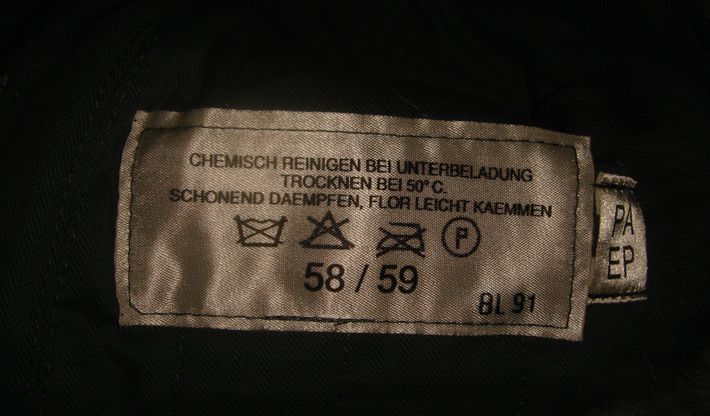 CHEMISCH REINIGEN BEI UNTERBELADUNG
TROCKNEN BEI 50° C.
SCHONEND DAEMPFEN, FLOR LEICHT KAEMMEN
P
58 / 59
BL 91
PA
EP